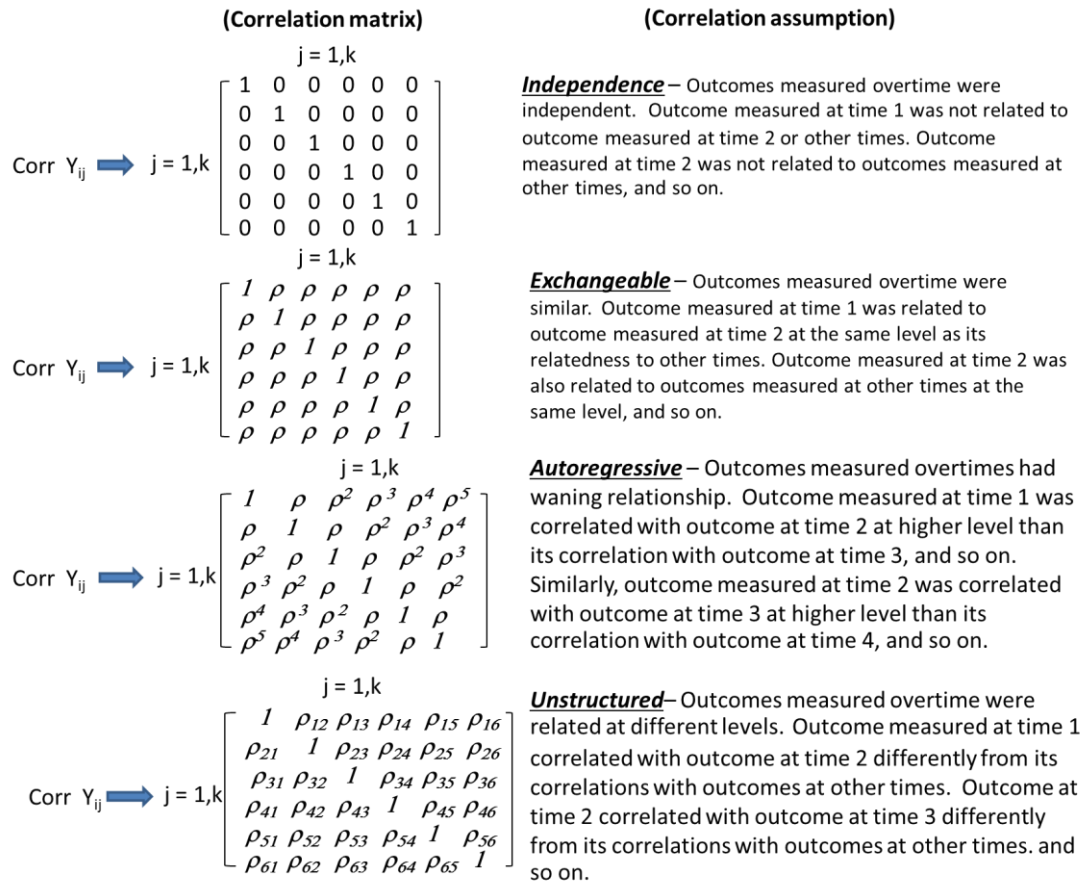 (Correlation matrix)
(Correlation assumption)
j = 1,k
Corr Yij j = 1,k
1 0 0 0 0 0
0 1 0 0 0 0
0 0 1 0 0 0
0 0 0 1 0 0
0 0 0 0 1 0
0 0 0 0 0 1
Independence – Outcomes measured overtime were
independent. Outcome measured at time 1 was not related to
outcome measured at time 2 or other times. Outcome
measured at time 2 was not related to outcomes measured at
other times, and so on.
j = 1,k
Corr Yij j = 1,k
1 ρ ρ ρ ρ ρ
ρ 1 ρ ρ ρ ρ
ρ ρ 1 ρ ρ ρ
ρ ρ ρ 1 ρ ρ
ρ ρ ρ ρ 1 ρ
ρ ρ ρ ρ ρ 1
Exchangeable – Outcomes measured overtime were
similar. Outcome measured at time 1 was related to
outcome measured at time 2 at the same level as its
relatedness to other times. Outcome measured at time 2 was
also related to outcomes measured at other times at the
same level, and so on.
j = 1,k
Corr Yij j = 1,k
1 ρ ρ² ρ³ ρ⁴ ρ⁵
ρ 1 ρ ρ² ρ³ ρ⁴
ρ² ρ 1 ρ ρ² ρ³
ρ³ ρ² ρ 1 ρ ρ²
ρ⁴ ρ³ ρ² ρ 1 ρ
ρ⁵ ρ⁴ ρ³ ρ² ρ 1
Autoregressive – Outcomes measured overtimes had
waning relationship. Outcome measured at time 1 was
correlated with outcome at time 2 at higher level than
its correlation with outcome at time 3, and so on.
Similarly, outcome measured at time 2 was correlated
with outcome at time 3 at higher level than its
correlation with outcome at time 4, and so on.
j = 1,k
Corr Yij j = 1,k
1 ρ12 ρ13 ρ14 ρ15 ρ16
ρ21 1 ρ23 ρ24 ρ25 ρ26
ρ31 ρ32 1 ρ34 ρ35 ρ36
ρ41 ρ42 ρ43 1 ρ45 ρ46
ρ51 ρ52 ρ53 ρ54 1 ρ56
ρ61 ρ62 ρ63 ρ64 ρ65 1
Unstructured– Outcomes measured overtime were
related at different levels. Outcome measured at time 1
correlated with outcome at time 2 differently from its
correlations with outcomes at other times. Outcome at
time 2 correlated with outcome at time 3 differently
from its correlations with outcomes at other times. and
so on.